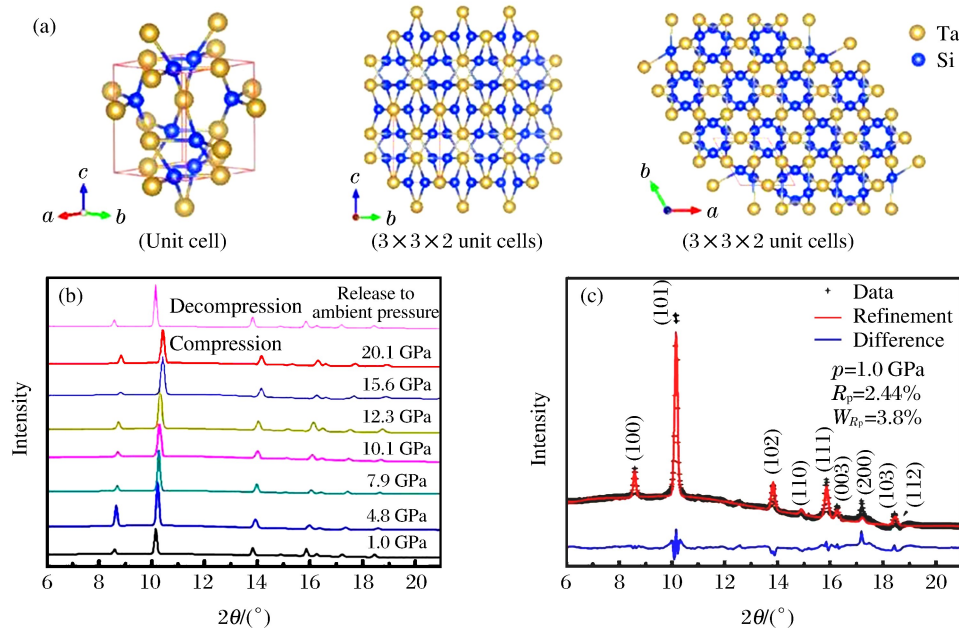 (a)
Ta
Si
c
a
b
(Unit cell)
c
b
(3×3×2 unit cells)
b
a
(3×3×2 unit cells)
(b)
Decompression
Release to
ambient pressure
Compression
20.1 GPa
15.6 GPa
12.3 GPa
10.1 GPa
7.9 GPa
4.8 GPa
1.0 GPa
Intensity
6 8 10 12 14 16 18 20
2θ/(°)
(c)
Data
Refinement
Difference
p=1.0 GPa
Rp=2.44%
WRp=3.8%
(100)
(101)
(102)
(110)
(111)
(003)
(200)
(103)
(112)
Intensity
6 8 10 12 14 16 18 20
2θ/(°)